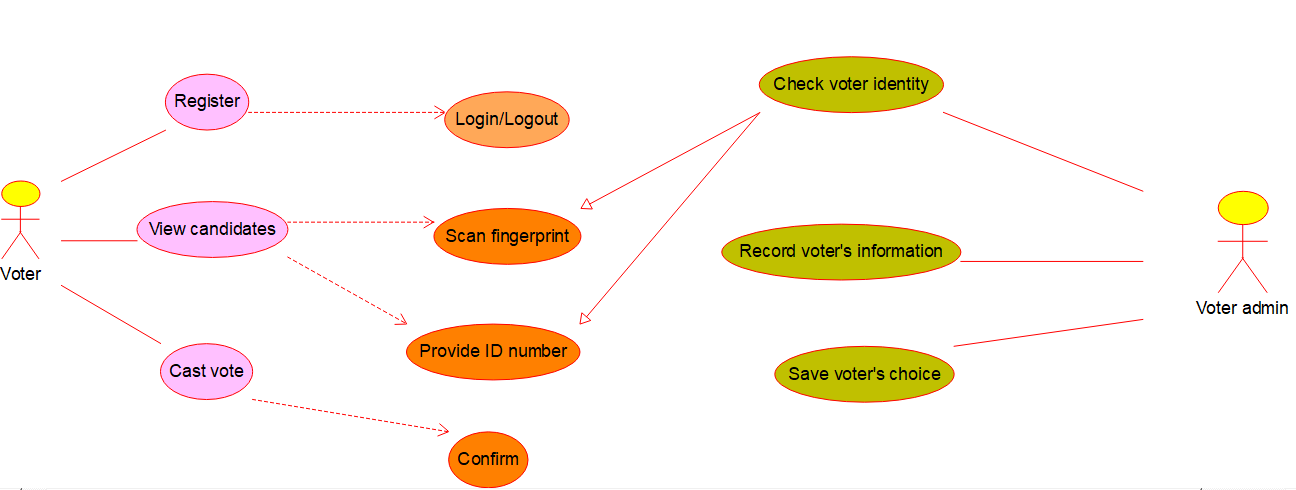 Check voter identity
Register
Login/Logout
View candidates
Scan fingerprint
Record voter's information
Voter
Voter admin
Provide ID number
Cast vote
Save voter's choice
Confirm